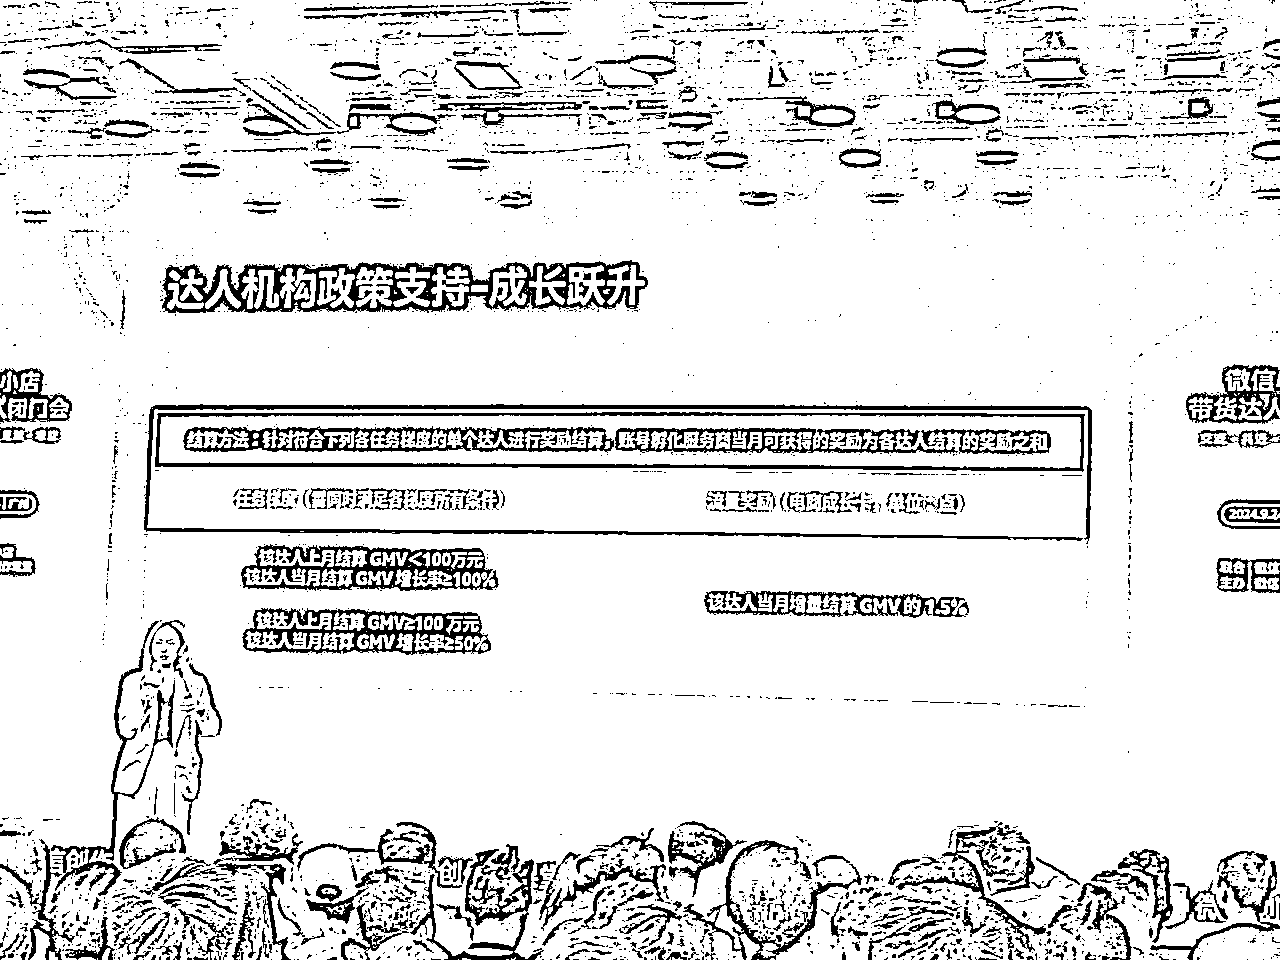 达人机构政策支持-成长跃升
小店
人闭门会
微信
带货达人
结算方法：针对符合下列各任务梯度的单个达人进行奖励结算，账号孵化服务商当月可获得的奖励为各达人结算的奖励之和
任务梯度（需同时满足各梯度所有条件）
流量奖励（电商成长卡，单位：点）
2024.9.2
该达人上月结算 GMV＜100万元
该达人当月结算 GMV 增长率≥100%
该达人当月增量结算 GMV 的 1.5%
该达人上月结算 GMV≥100 万元
该达人当月结算 GMV 增长率≥50%
联合
主办